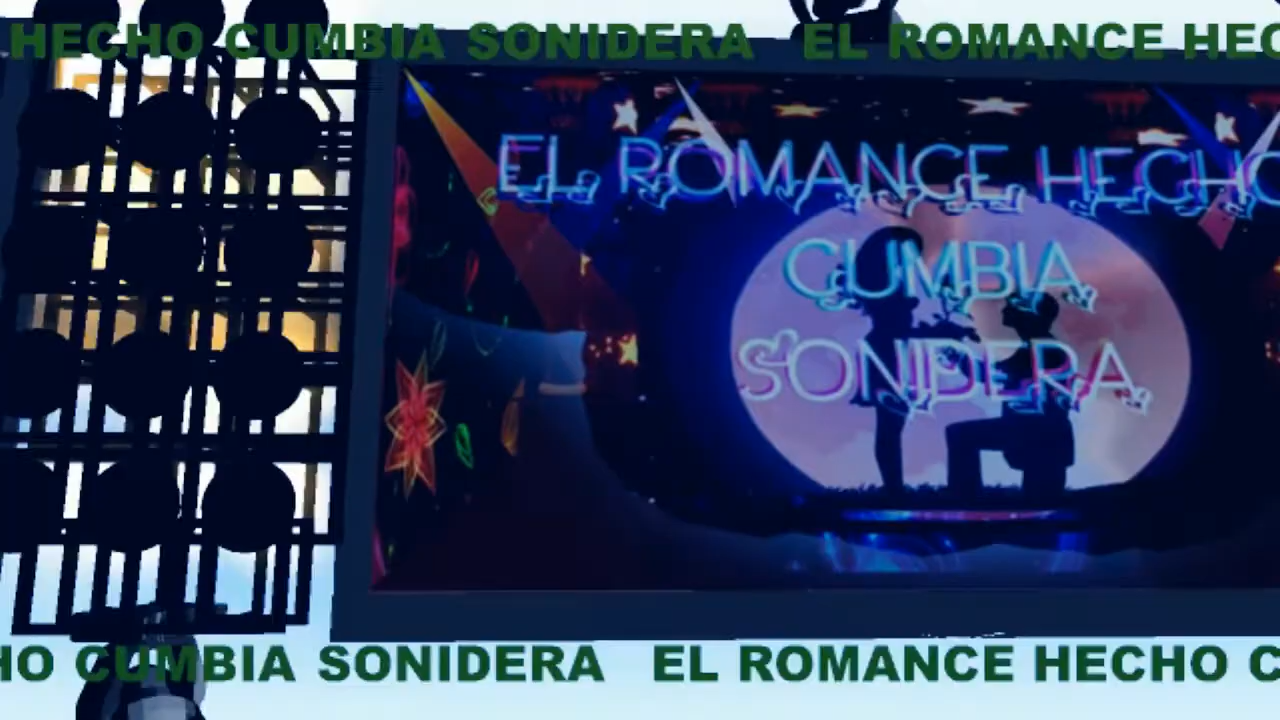 HECHO CUMBIA SONIDERA EL ROMANCE HEC
EL ROMANCE HECHO
CUMBIA
SONIDERA
HO CUMBIA SONIDERA EL ROMANCE HECHO C